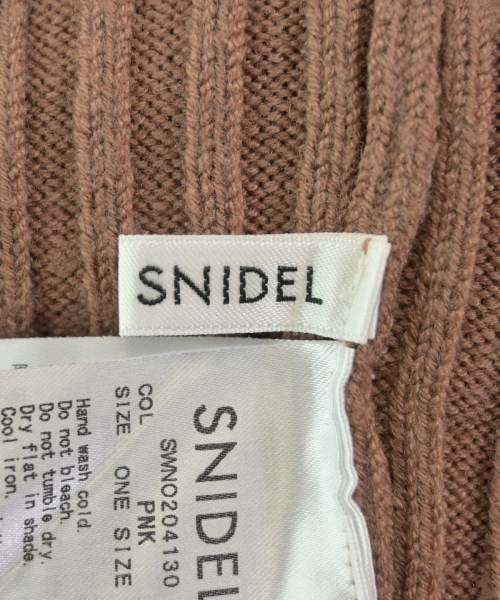 SNIDEL
SNIDEL
SWNO204130
COL PNK
SIZE ONE SIZE
Hand wash cold.
Do not bleach.
Do not tumble dry.
Dry flat in shade.
Cool iron.